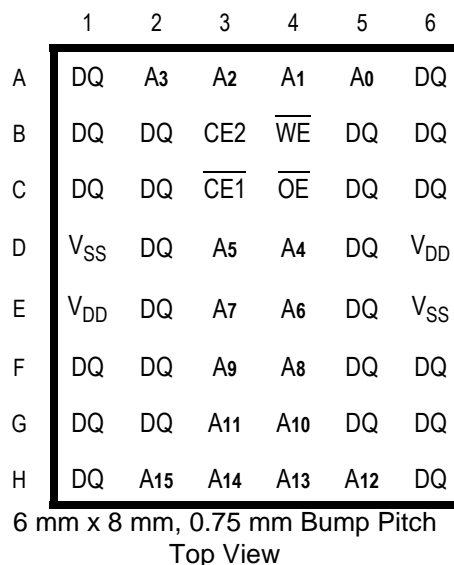 1 2 3 4 5 6
A DQ A3 A2 A1 A0 DQ
B DQ DQ CE2 W̅E̅ DQ DQ
C DQ DQ C̅E̅1̅ O̅E̅ DQ DQ
D VSS DQ A5 A4 DQ VDD
E VDD DQ A7 A6 DQ VSS
F DQ DQ A9 A8 DQ DQ
G DQ DQ A11 A10 DQ DQ
H DQ A15 A14 A13 A12 DQ
6 mm x 8 mm, 0.75 mm Bump Pitch
Top View